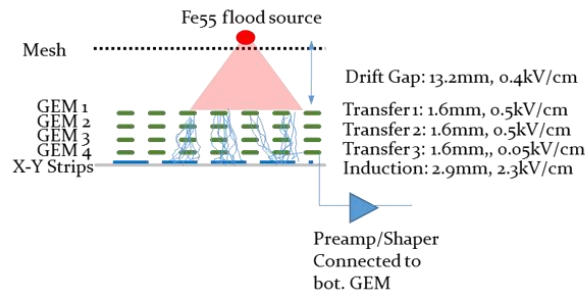 Fe55 flood source
Mesh
Drift Gap: 13.2mm, 0.4kV/cm
GEM 1
Transfer 1: 1.6mm, 0.5kV/cm
GEM 2
Transfer 2: 1.6mm, 0.5kV/cm
GEM 3
Transfer 3: 1.6mm,, 0.05kV/cm
GEM 4
Induction: 2.9mm, 2.3kV/cm
X-Y Strips
Preamp/Shaper
Connected to
bot. GEM